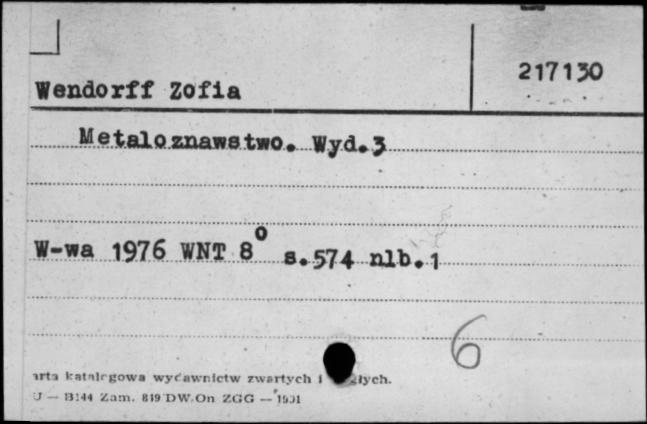 217130
Wendorff Zofia
Metaloznawstwo. Wyd.3
W-wa 1976 WNT 8° s.574 nlb.1
6
arta katalogowa wydawnictw zwartych i głych.
U — B144 Zam. 819 DW.On ZGG —